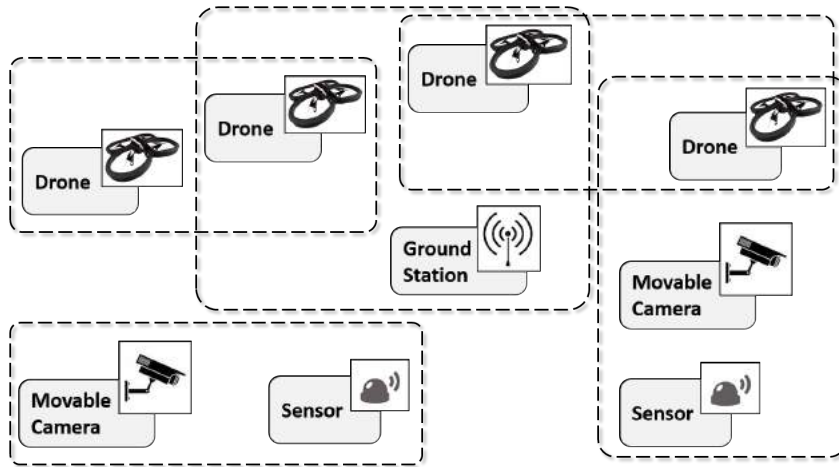 Drone
Drone
Drone
Drone
Ground
Station
Movable
Camera
Movable
Camera
Sensor
Sensor